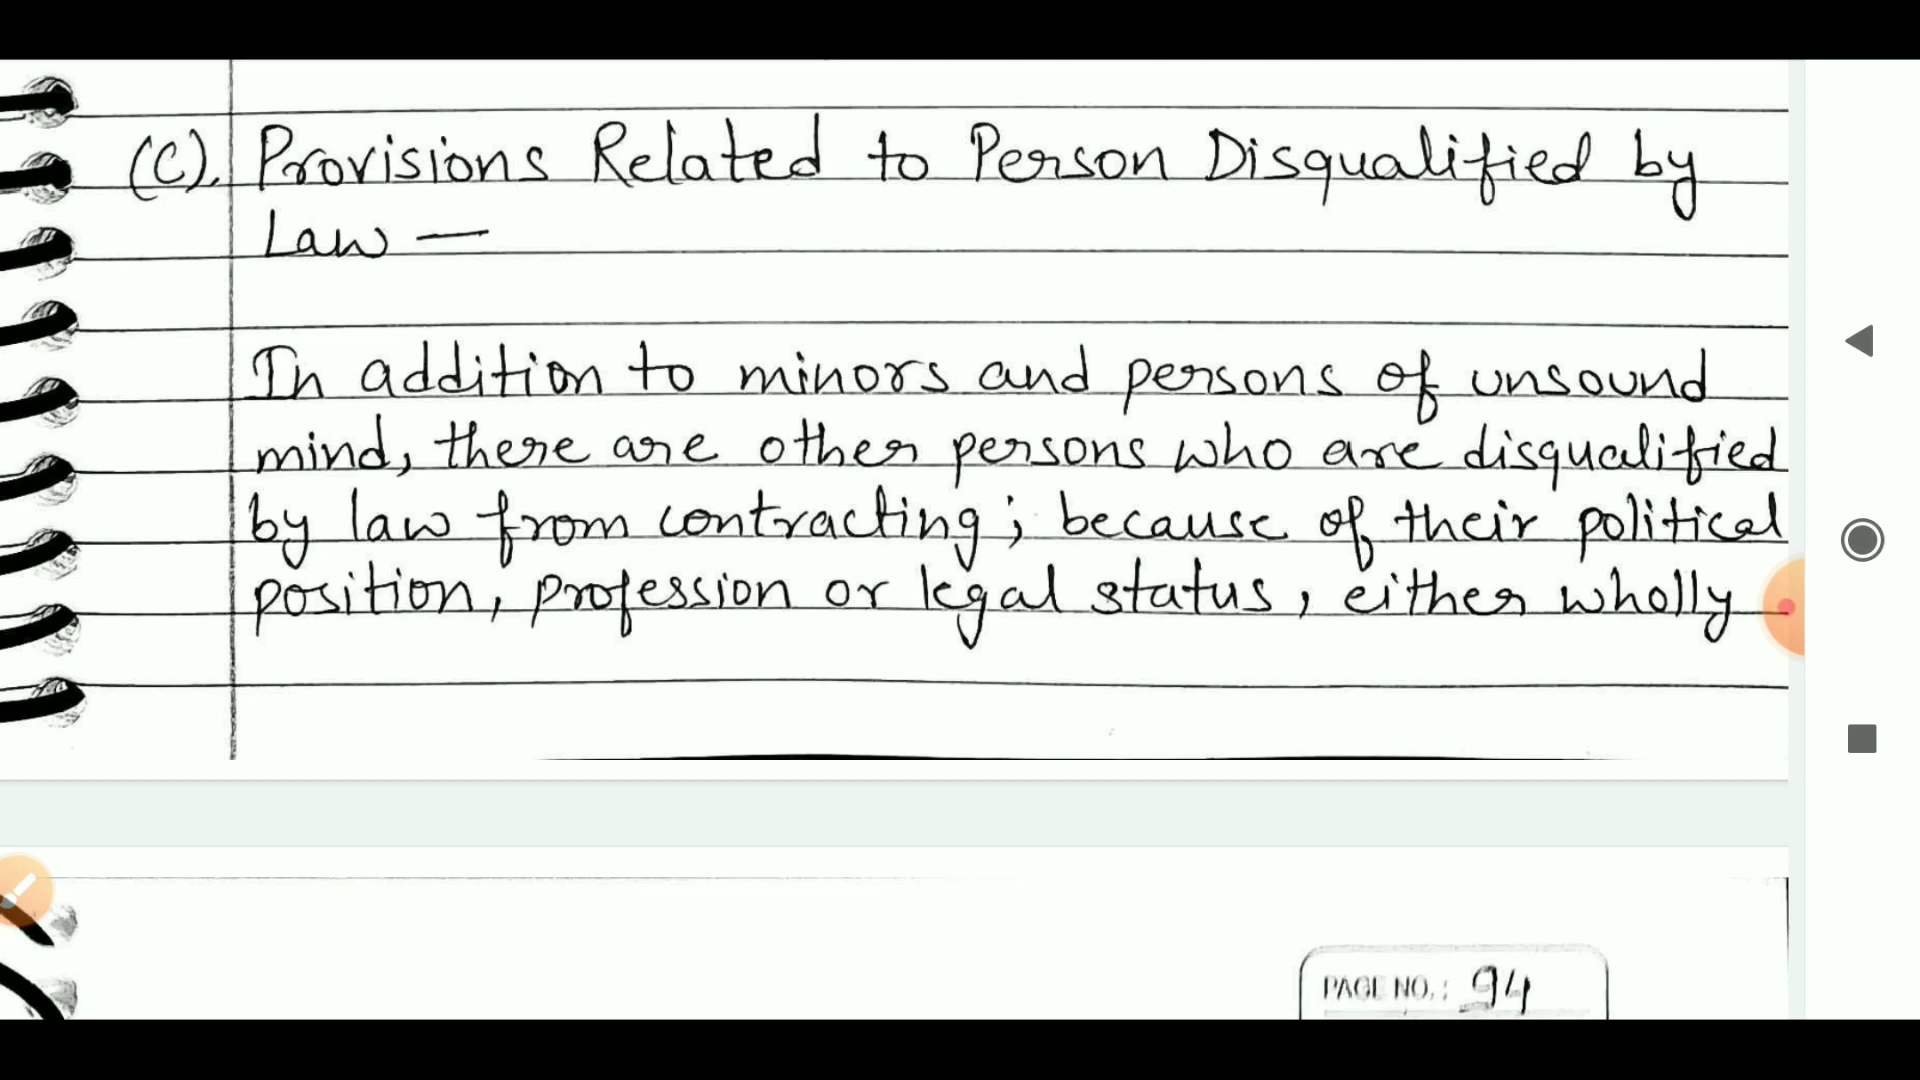 (C). Provisions Related to Person Disqualified by
Law —
In addition to minors and persons of unsound
mind, there are other persons who are disqualified
by law from contracting; because of their political
position, profession or legal status, either wholly
PAGE NO.: 94